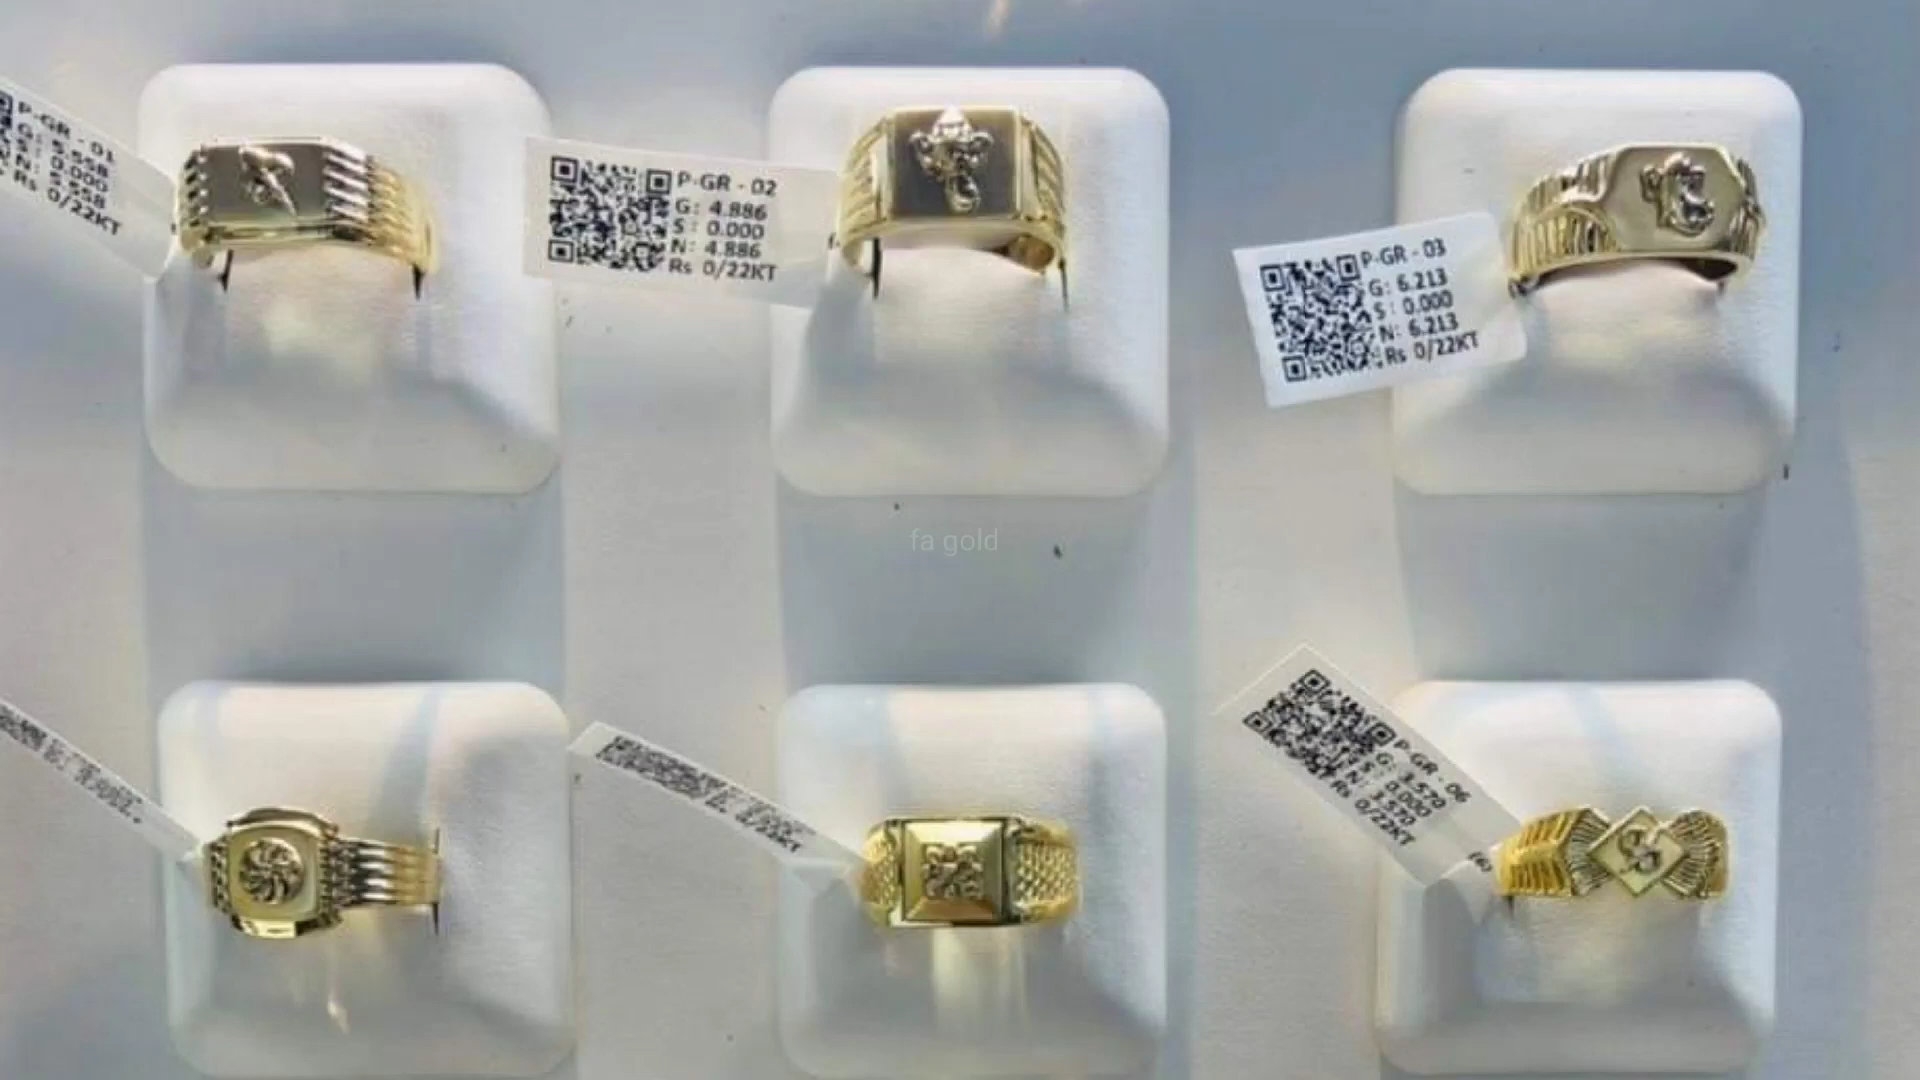 P-GR - 01
G: 5.558
S: 0.000
N: 5.558
Rs 0/22KT
P-GR - 02
G: 4.886
S: 0.000
N: 4.886
Rs 0/22KT
P-GR - 03
G: 6.213
S: 0.000
N: 6.213
Rs 0/22KT
fa gold
P-GR - 06
G: 3.570
S: 0.000
N: 3.570
Rs 0/22KT